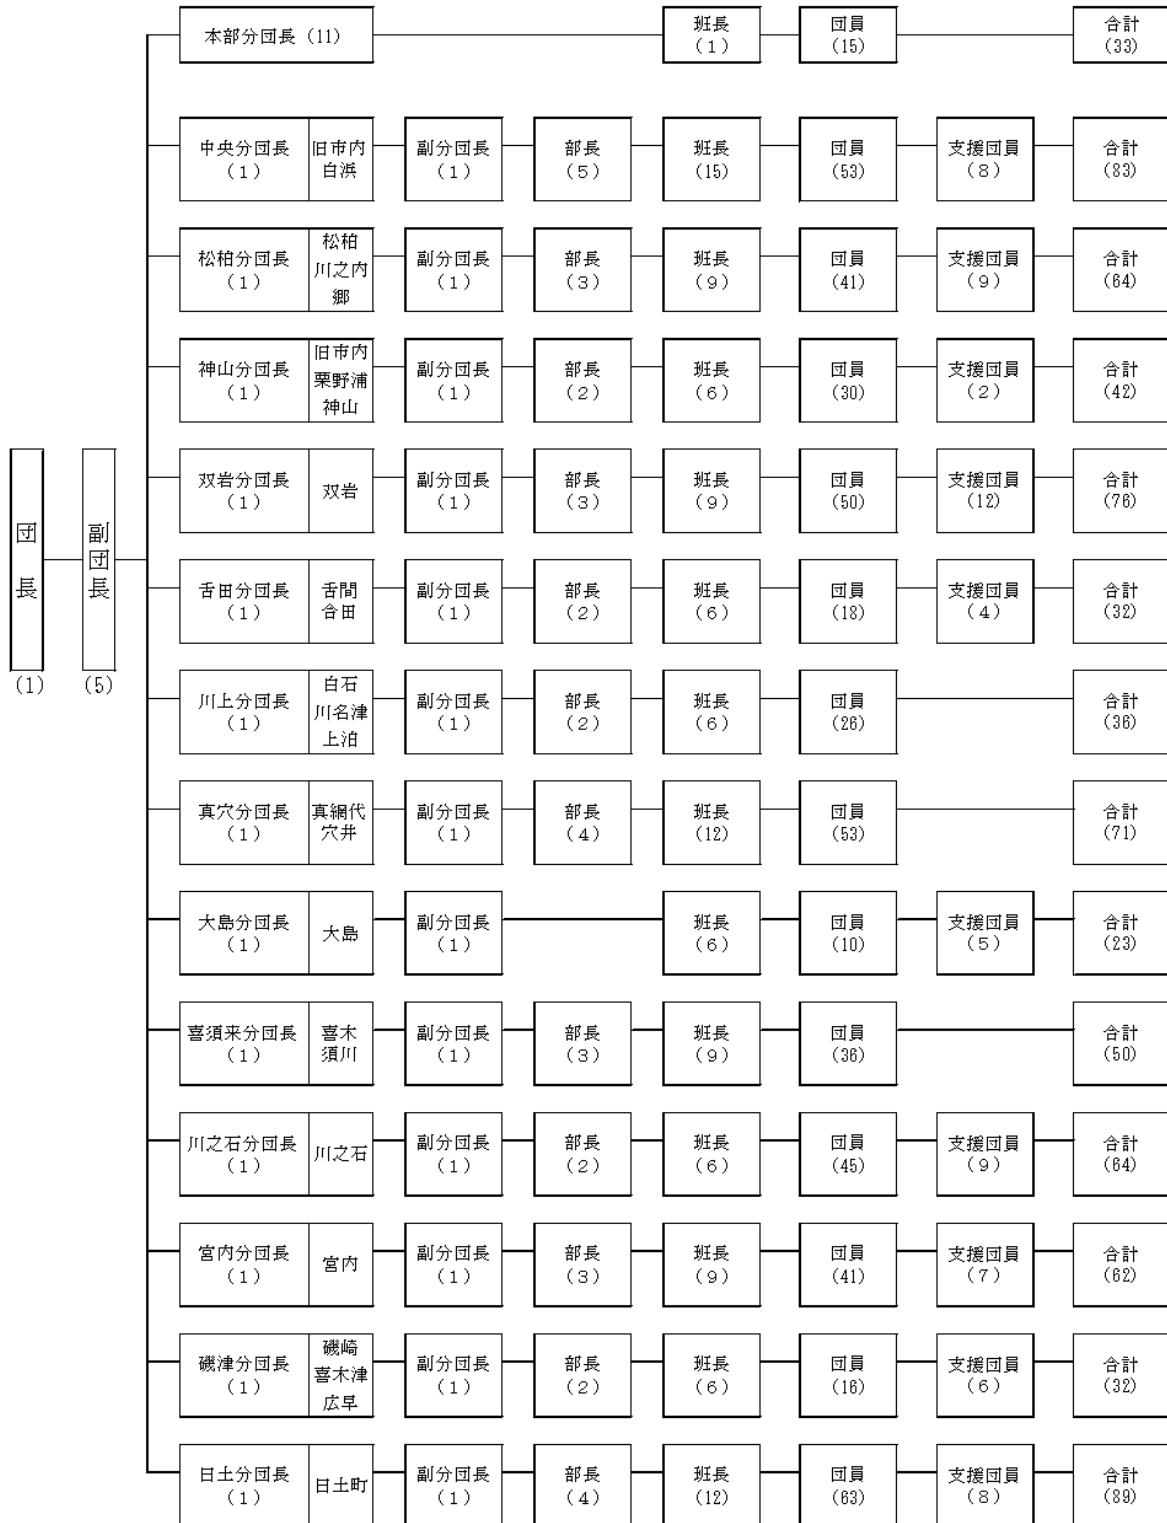 団長
(1)
副団長
(5)
本部分団長 (11)
班長
(1)
団員
(15)
合計
(33)
中央分団長
(1)
旧市内
白浜
副分団長
(1)
部長
(5)
班長
(15)
団員
(53)
支援団員
(8)
合計
(83)
松柏分団長
(1)
松柏
川之内
郷
副分団長
(1)
部長
(3)
班長
(9)
団員
(41)
支援団員
(9)
合計
(64)
神山分団長
(1)
旧市内
栗野浦
神山
副分団長
(1)
部長
(2)
班長
(6)
団員
(30)
支援団員
(2)
合計
(42)
双岩分団長
(1)
双岩
副分団長
(1)
部長
(3)
班長
(9)
団員
(50)
支援団員
(12)
合計
(76)
舌田分団長
(1)
舌間
合田
副分団長
(1)
部長
(2)
班長
(6)
団員
(18)
支援団員
(4)
合計
(32)
川上分団長
(1)
白石
川名津
上泊
副分団長
(1)
部長
(2)
班長
(6)
団員
(26)
合計
(36)
真穴分団長
(1)
真網代
穴井
副分団長
(1)
部長
(4)
班長
(12)
団員
(53)
合計
(71)
大島分団長
(1)
大島
副分団長
(1)
班長
(6)
団員
(10)
支援団員
(5)
合計
(23)
喜須来分団長
(1)
喜木
須川
副分団長
(1)
部長
(3)
班長
(9)
団員
(36)
合計
(50)
川之石分団長
(1)
川之石
副分団長
(1)
部長
(2)
班長
(6)
団員
(45)
支援団員
(9)
合計
(64)
宮内分団長
(1)
宮内
副分団長
(1)
部長
(3)
班長
(9)
団員
(41)
支援団員
(7)
合計
(62)
磯津分団長
(1)
磯崎
喜木津
広早
副分団長
(1)
部長
(2)
班長
(6)
団員
(16)
支援団員
(6)
合計
(32)
日土分団長
(1)
日土町
副分団長
(1)
部長
(4)
班長
(12)
団員
(63)
支援団員
(8)
合計
(89)